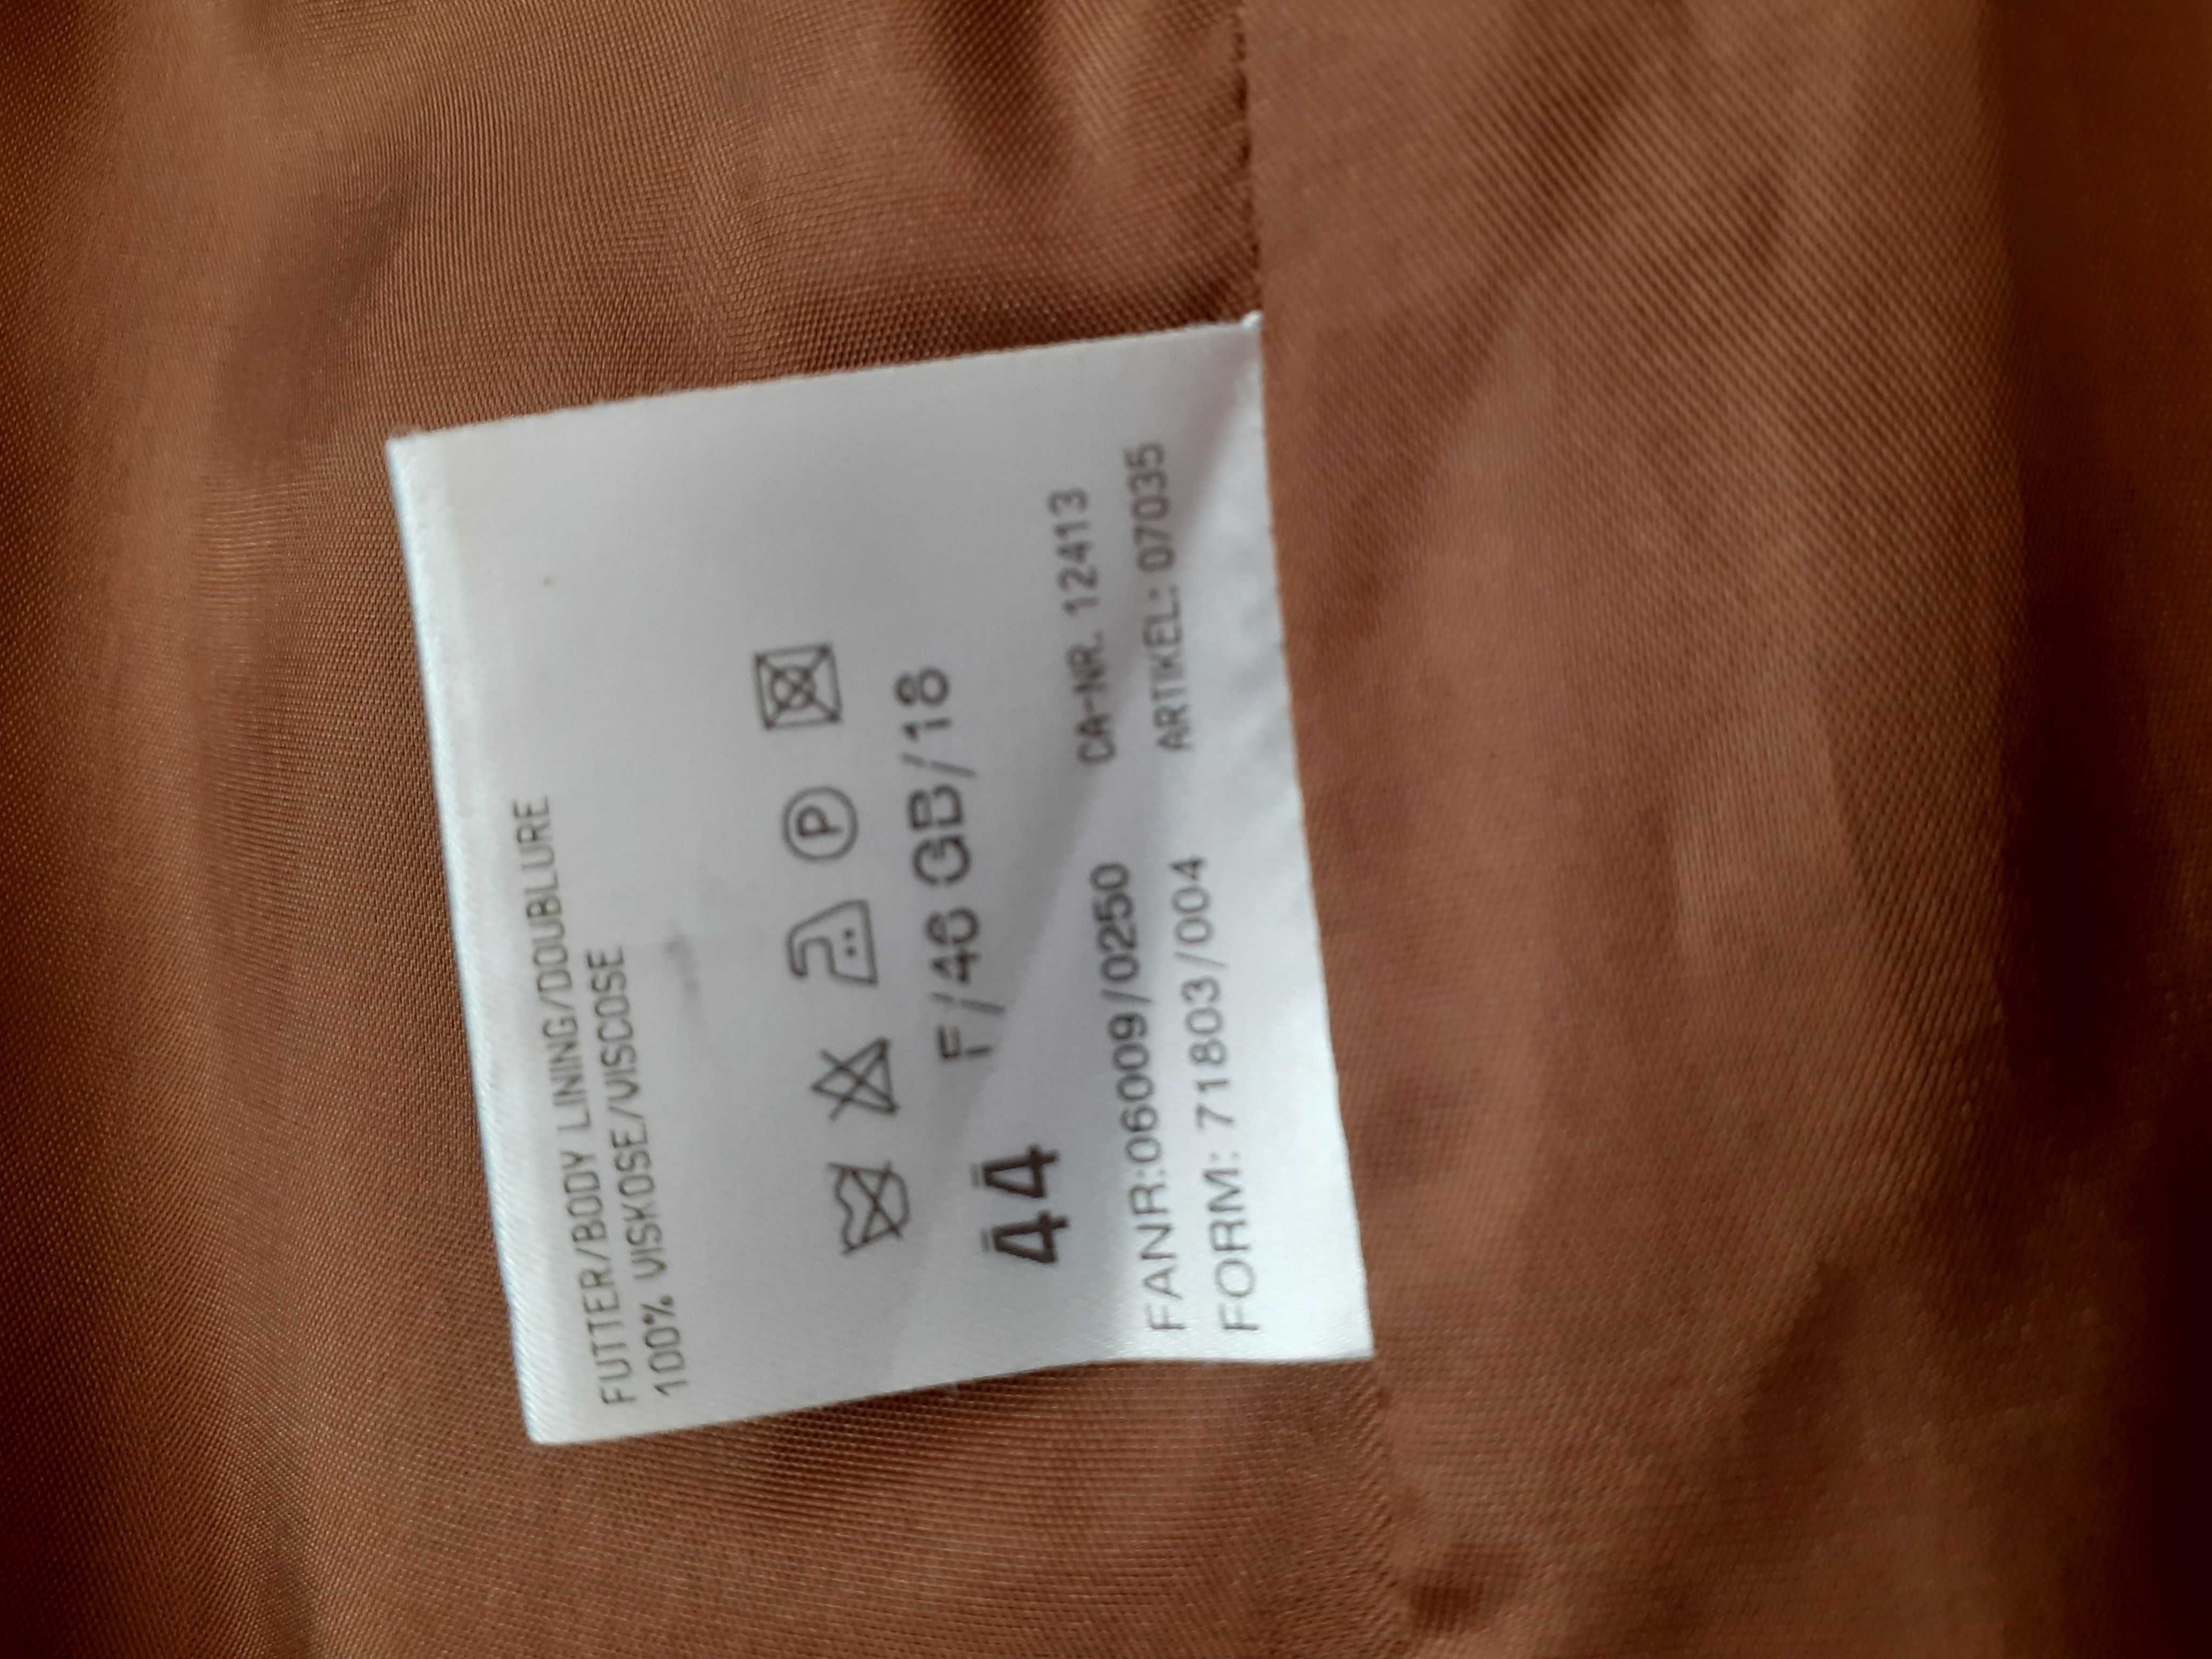 FUTTER/BODY LINING/DOUBLURE
100% VISKOSE/VISCOSE
P
44 F/46 GB/18
FANR:06009/0250 CA-NR. 12413
FORM: 71803/004 ARTIKEL: 07035